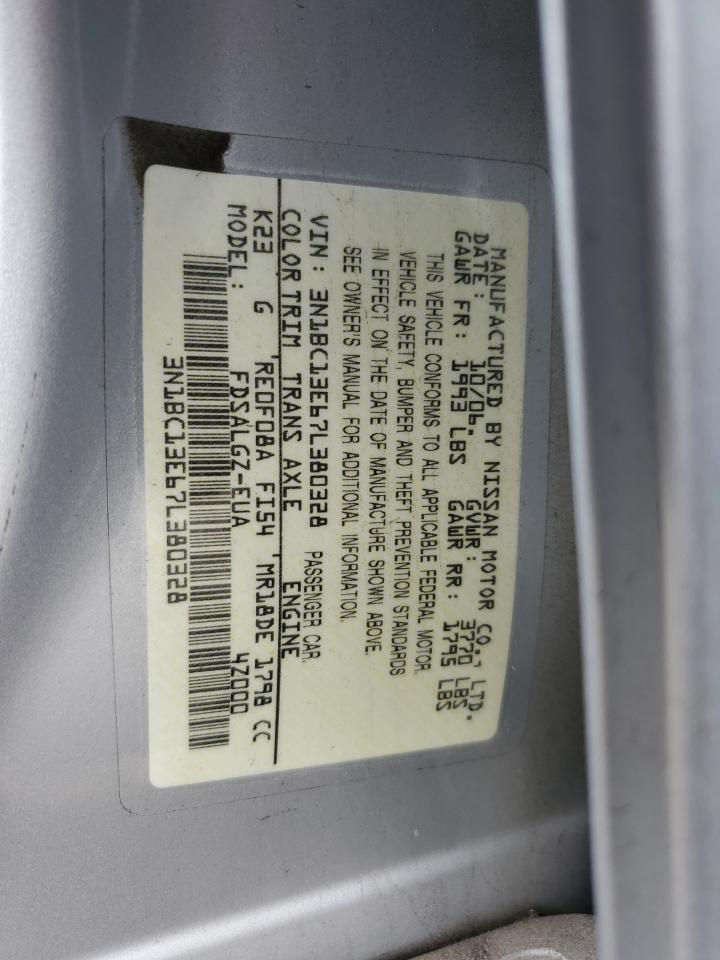 MANUFACTURED BY NISSAN MOTOR CO., LTD.
DATE: 10/06. GVWR: 3770 LBS
GAWR FR: 1993 LBS GAWR RR: 1795 LBS
THIS VEHICLE CONFORMS TO ALL APPLICABLE FEDERAL MOTOR
VEHICLE SAFETY, BUMPER AND THEFT PREVENTION STANDARDS
IN EFFECT ON THE DATE OF MANUFACTURE SHOWN ABOVE.
SEE OWNER'S MANUAL FOR ADDITIONAL INFORMATION.
VIN: 3N1BC13E67L380328 PASSENGER CAR
COLOR TRIM TRANS AXLE ENGINE
K23 G RE0F08A FI54 MR18DE 1798 CC
MODEL: FDSALGZ-EUA 4Z000
3N1BC13E67L380328